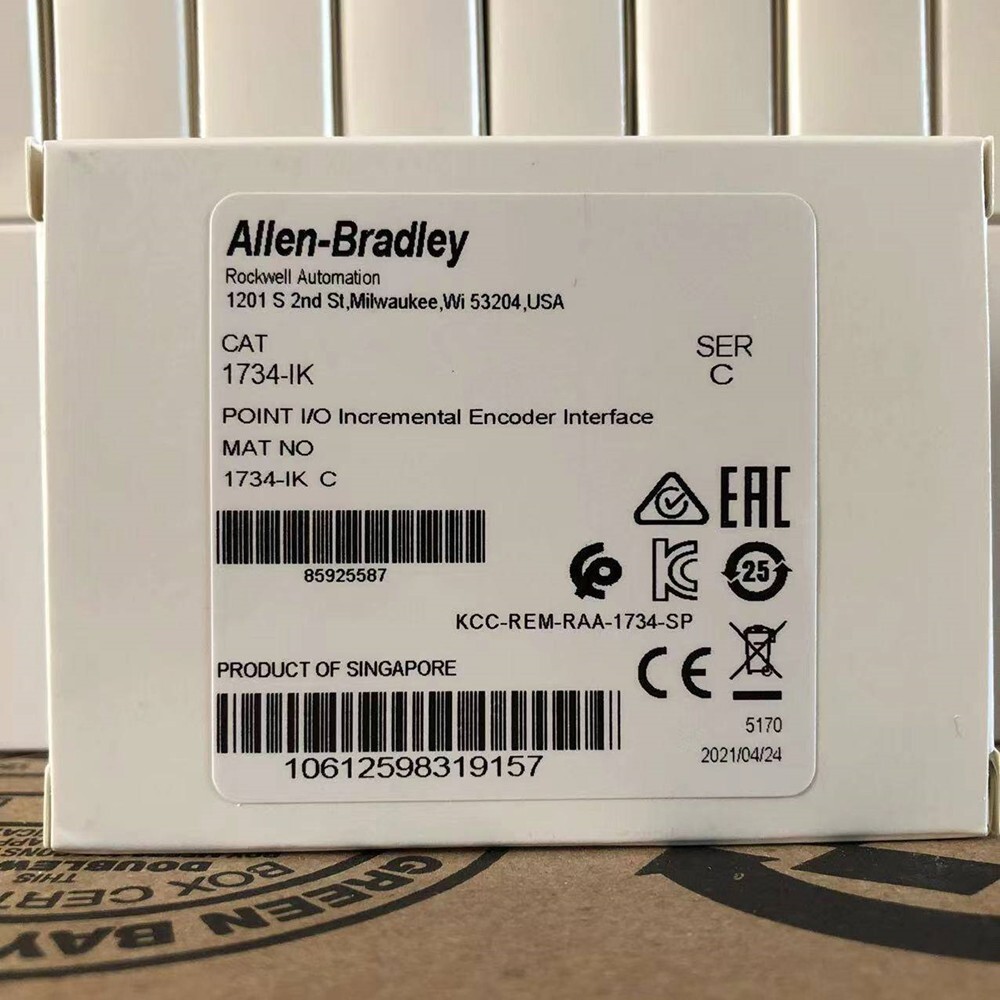 Allen-Bradley
Rockwell Automation
1201 S 2nd St,Milwaukee,Wi 53204,USA
CAT
SER
1734-IK
C
POINT I/O Incremental Encoder Interface
MAT NO
1734-IK C
EAC
85925587
25
KCC-REM-RAA-1734-SP
PRODUCT OF SINGAPORE
CE
5170
10612598319157
2021/04/24
THIS
DOUBLEW
BOX CERT
GREEN BAY